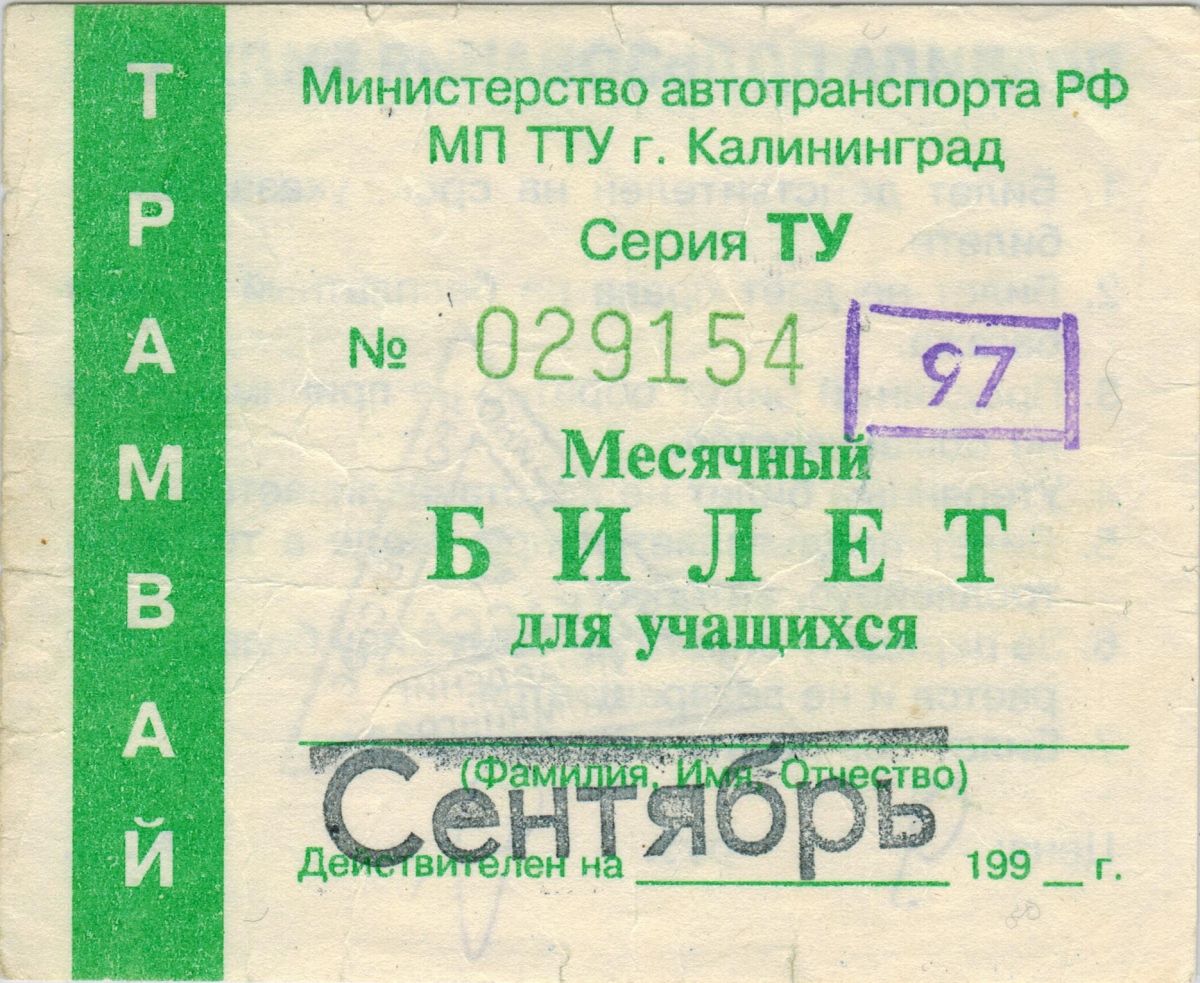 ТРАМВАЙ
Министерство автотранспорта РФ
МП ТТУ г. Калининград
Серия ТУ
№ 029154
97
Месячный
БИЛЕТ
для учащихся
(Фамилия, Имя, Отчество)
Сентябрь
Действителен на ______ 199 _ г.